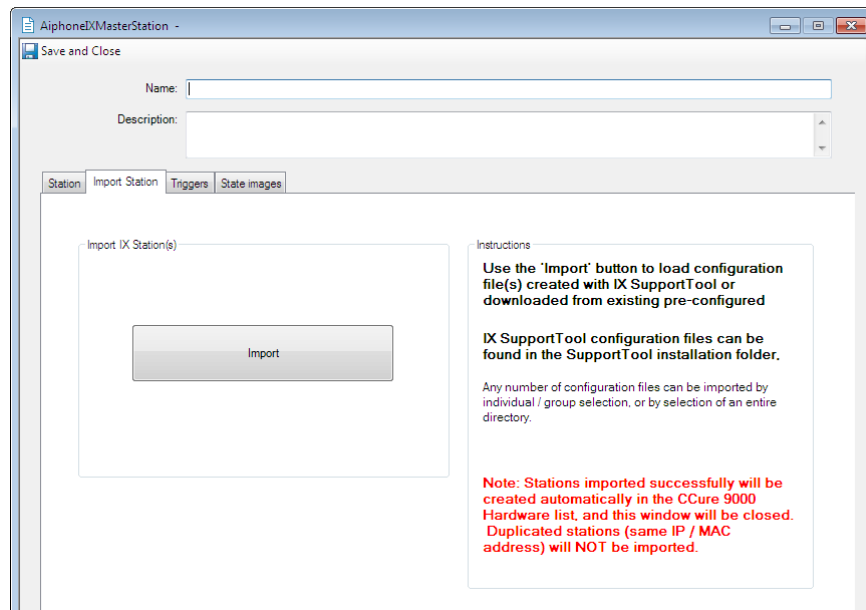 AiphoneIXMasterStation -
Save and Close
Name:
Description:
Station
Import Station
Triggers
State images
Import IX Station(s)
Import
Instructions
Use the 'Import' button to load configuration
file(s) created with IX SupportTool or
downloaded from existing pre-configured
IX SupportTool configuration files can be
found in the SupportTool installation folder.
Any number of configuration files can be imported by
individual / group selection, or by selection of an entire
directory.
Note: Stations imported successfully will be
created automatically in the CCure 9000
Hardware list, and this window will be closed.
Duplicated stations (same IP / MAC
address) will NOT be imported.